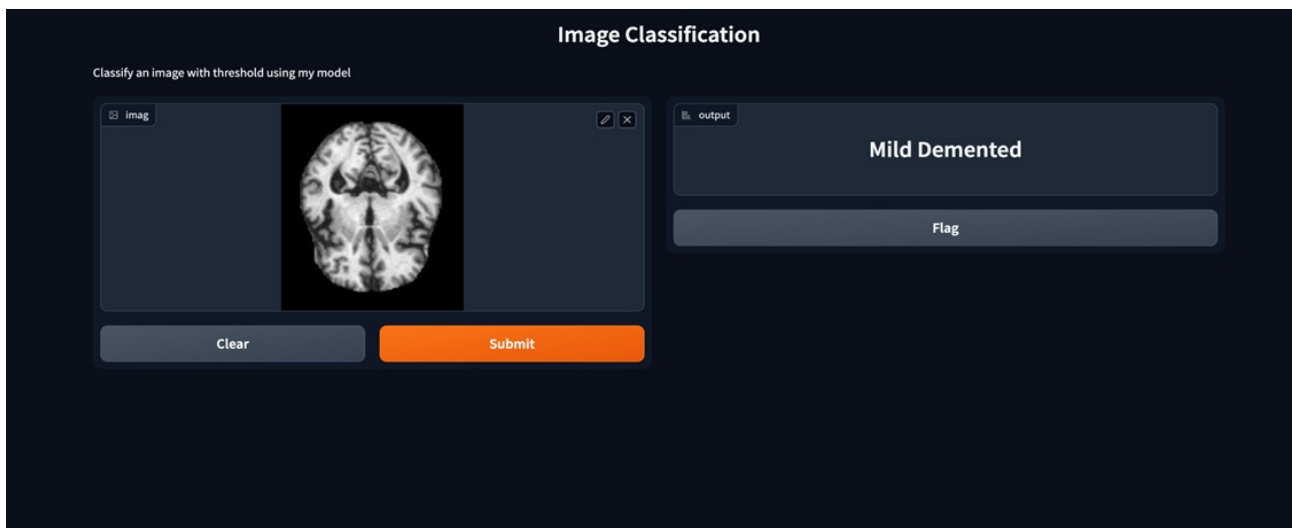 Image Classification
Classify an image with threshold using my model
imag
output
Mild Demented
Flag
Clear
Submit